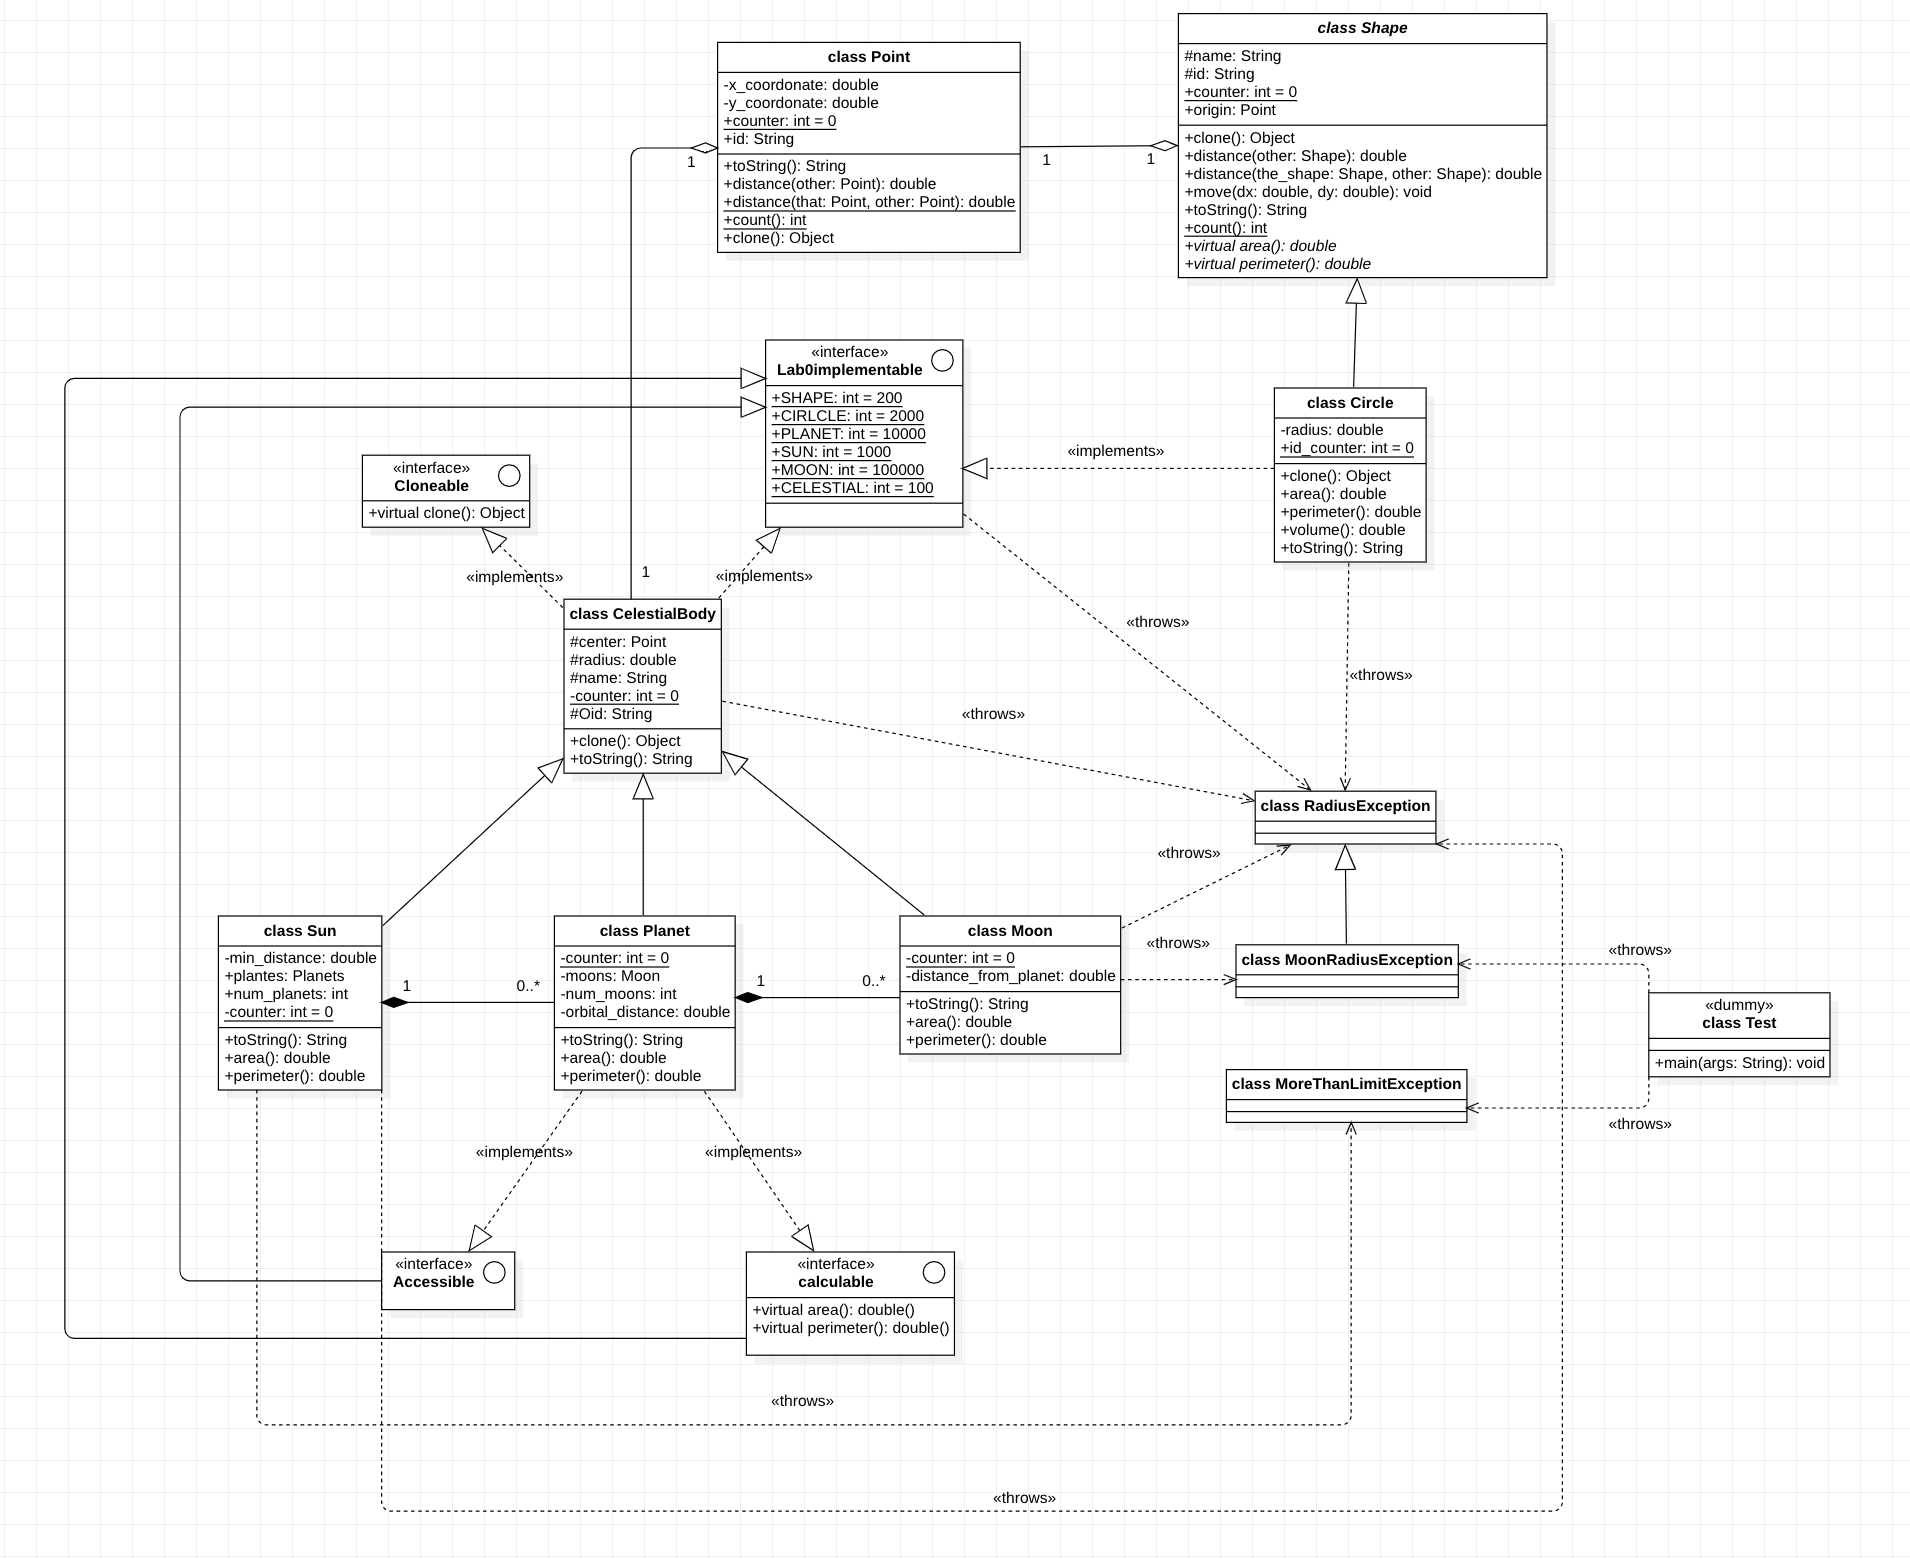 class Shape
#name: String
#id: String
+counter: int = 0
+origin: Point
+clone(): Object
+distance(other: Shape): double
+distance(the_shape: Shape, other: Shape): double
+move(dx: double, dy: double): void
+toString(): String
+count(): int
+virtual area(): double
+virtual perimeter(): double
class Point
-x_coordonate: double
-y_coordonate: double
+counter: int = 0
+id: String
+toString(): String
+distance(other: Point): double
+distance(that: Point, other: Point): double
+count(): int
+clone(): Object
1
1
1
«interface»
Lab0implementable
+SHAPE: int = 200
+CIRLCLE: int = 2000
+PLANET: int = 10000
+SUN: int = 1000
+MOON: int = 100000
+CELESTIAL: int = 100
class Circle
-radius: double
+id_counter: int = 0
+clone(): Object
+area(): double
+perimeter(): double
+volume(): double
+toString(): String
«implements»
«interface»
Cloneable
+virtual clone(): Object
«implements»
1
«implements»
class CelestialBody
#center: Point
#radius: double
#name: String
-counter: int = 0
#Oid: String
+clone(): Object
+toString(): String
«throws»
«throws»
«throws»
class RadiusException
«throws»
class Sun
-min_distance: double
+plantes: Planets
+num_planets: int
-counter: int = 0
+toString(): String
+area(): double
+perimeter(): double
1
0..*
class Planet
-counter: int = 0
-moons: Moon
-num_moons: int
-orbital_distance: double
+toString(): String
+area(): double
+perimeter(): double
1
0..*
class Moon
-counter: int = 0
-distance_from_planet: double
+toString(): String
+area(): double
+perimeter(): double
«throws»
class MoonRadiusException
«throws»
«dummy»
class Test
+main(args: String): void
class MoreThanLimitException
«throws»
«implements»
«implements»
«interface»
Accessible
«interface»
calculable
+virtual area(): double()
+virtual perimeter(): double()
«throws»
«throws»